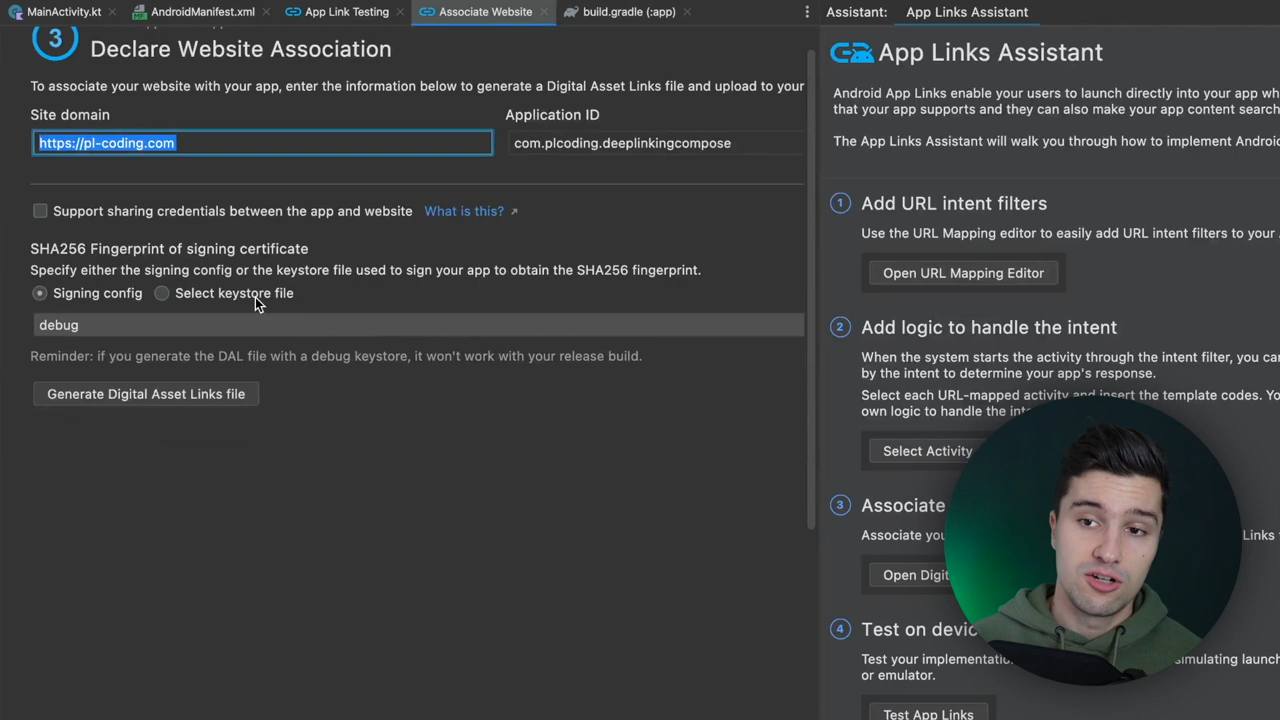 MainActivity.kt
AndroidManifest.xml
App Link Testing
Associate Website
build.gradle (:app)
Assistant:
App Links Assistant
3
Declare Website Association
To associate your website with your app, enter the information below to generate a Digital Asset Links file and upload to your
Site domain
Application ID
https://pl-coding.com
com.plcoding.deeplinkingcompose
Support sharing credentials between the app and website
What is this? ↗
SHA256 Fingerprint of signing certificate
Specify either the signing config or the keystore file used to sign your app to obtain the SHA256 fingerprint.
Signing config
Select keystore file
debug
Reminder: if you generate the DAL file with a debug keystore, it won't work with your release build.
Generate Digital Asset Links file
App Links Assistant
Android App Links enable your users to launch directly into your app whe
that your app supports and they can also make your app content search
The App Links Assistant will walk you through how to implement Androi
1
Add URL intent filters
Use the URL Mapping editor to easily add URL intent filters to your
Open URL Mapping Editor
2
Add logic to handle the intent
When the system starts the activity through the intent filter, you can
by the intent to determine your app's response.
Select each URL-mapped activity and insert the template codes. Yo
own logic to handle the inte
Select Activity
3
Associate
Associate you
Links f
Open Digit
4
Test on devic
Test your implementatio
simulating launch
or emulator.
Test App Links